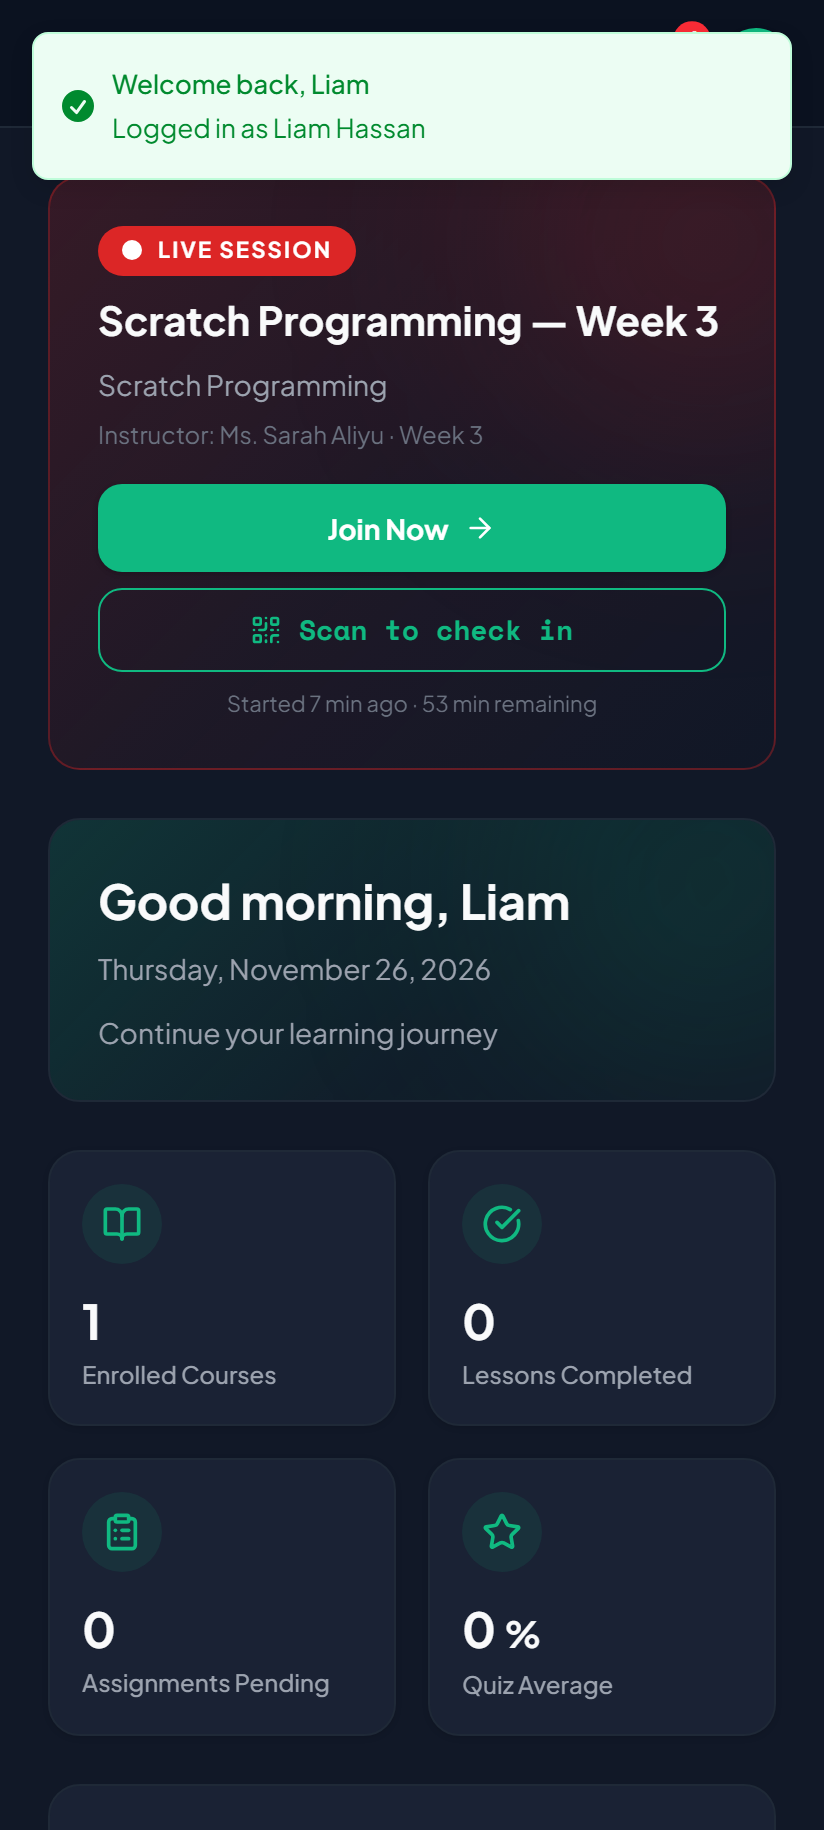 Welcome back, Liam
Logged in as Liam Hassan
LIVE SESSION
Scratch Programming — Week 3
Scratch Programming
Instructor: Ms. Sarah Aliyu · Week 3
Join Now
Scan to check in
Started 7 min ago · 53 min remaining
Good morning, Liam
Thursday, November 26, 2026
Continue your learning journey
1
Enrolled Courses
0
Lessons Completed
0
Assignments Pending
0 %
Quiz Average